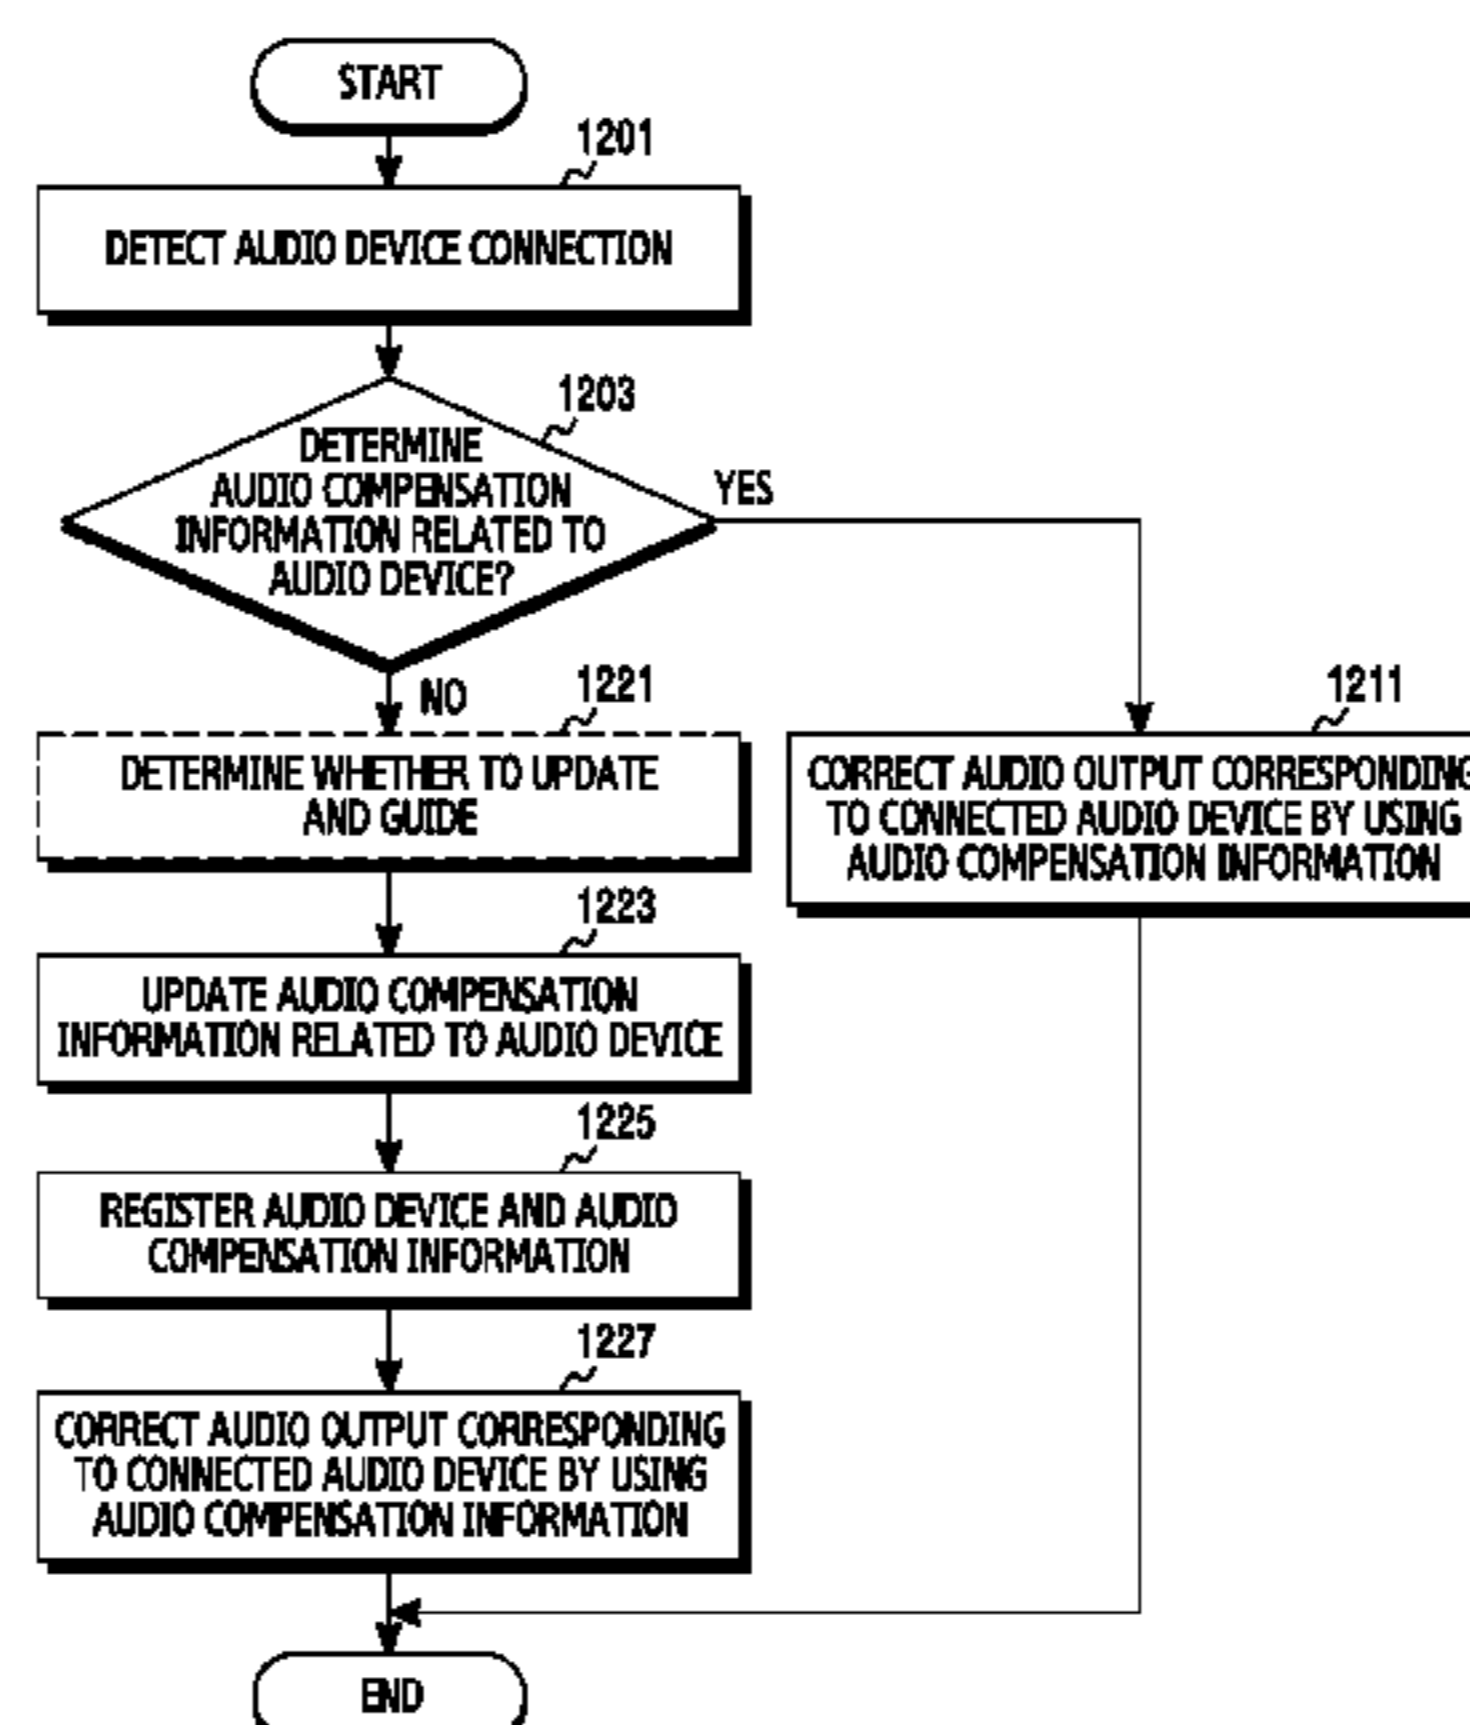 START
1201
DETECT AUDIO DEVICE CONNECTION
1203
DETERMINE
AUDIO COMPENSATION
INFORMATION RELATED TO
AUDIO DEVICE?
YES
NO
1221
DETERMINE WHETHER TO UPDATE
AND GUIDE
1211
CORRECT AUDIO OUTPUT CORRESPONDING
TO CONNECTED AUDIO DEVICE BY USING
AUDIO COMPENSATION INFORMATION
1223
UPDATE AUDIO COMPENSATION
INFORMATION RELATED TO AUDIO DEVICE
1225
REGISTER AUDIO DEVICE AND AUDIO
COMPENSATION INFORMATION
1227
CORRECT AUDIO OUTPUT CORRESPONDING
TO CONNECTED AUDIO DEVICE BY USING
AUDIO COMPENSATION INFORMATION
END